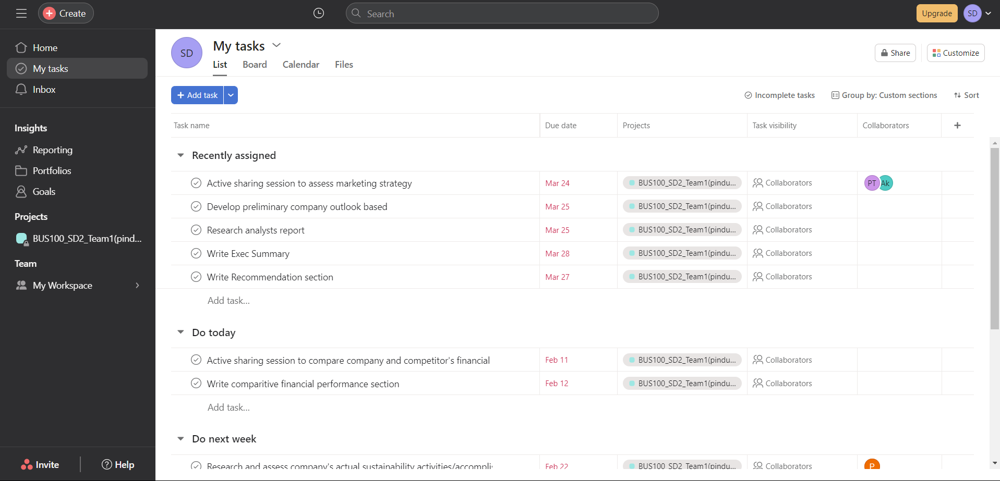 Create
Search
Upgrade
SD
Home
My tasks
Inbox
Insights
Reporting
Portfolios
Goals
Projects
BUS100_SD2_Team1(pind...
Team
My Workspace
Invite
Help
SD
My tasks
List Board Calendar Files
Share
Customize
Add task
Incomplete tasks
Group by: Custom sections
Sort
Task name Due date Projects Task visibility Collaborators
Recently assigned
Active sharing session to assess marketing strategy Mar 24 BUS100_SD2_Team1(pindu... Collaborators PT Ak
Develop preliminary company outlook based Mar 25 BUS100_SD2_Team1(pindu... Collaborators
Research analysts report Mar 25 BUS100_SD2_Team1(pindu... Collaborators
Write Exec Summary Mar 28 BUS100_SD2_Team1(pindu... Collaborators
Write Recommendation section Mar 27 BUS100_SD2_Team1(pindu... Collaborators
Add task...
Do today
Active sharing session to compare company and competitor's financial Feb 11 BUS100_SD2_Team1(pindu... Collaborators
Write comparitive financial performance section Feb 12 BUS100_SD2_Team1(pindu... Collaborators
Add task...
Do next week
Research and assess company's actual sustainability activities/accomplis Feb 22 BUS100_SD2_Team1(pindu... Collaborators P